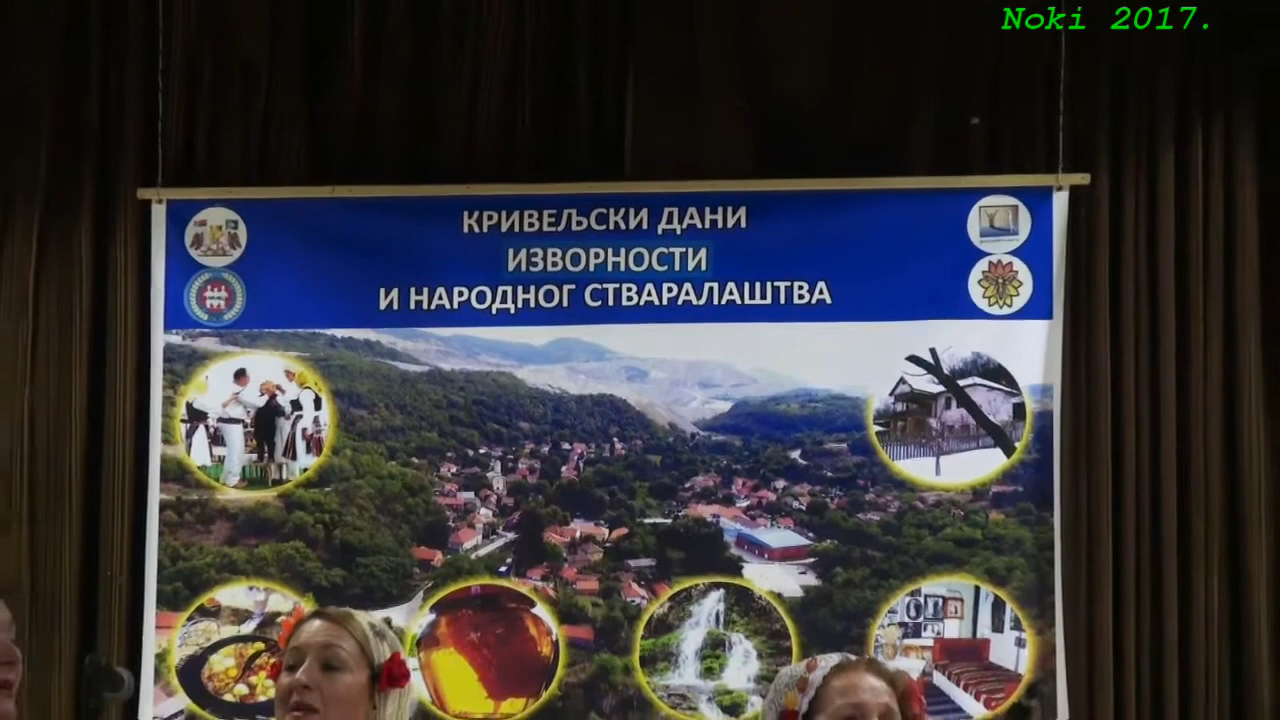 Noki 2017.
КРИВЕЉСКИ ДАНИ
ИЗВОРНОСТИ
И НАРОДНОГ СТВАРАЛАШТВА